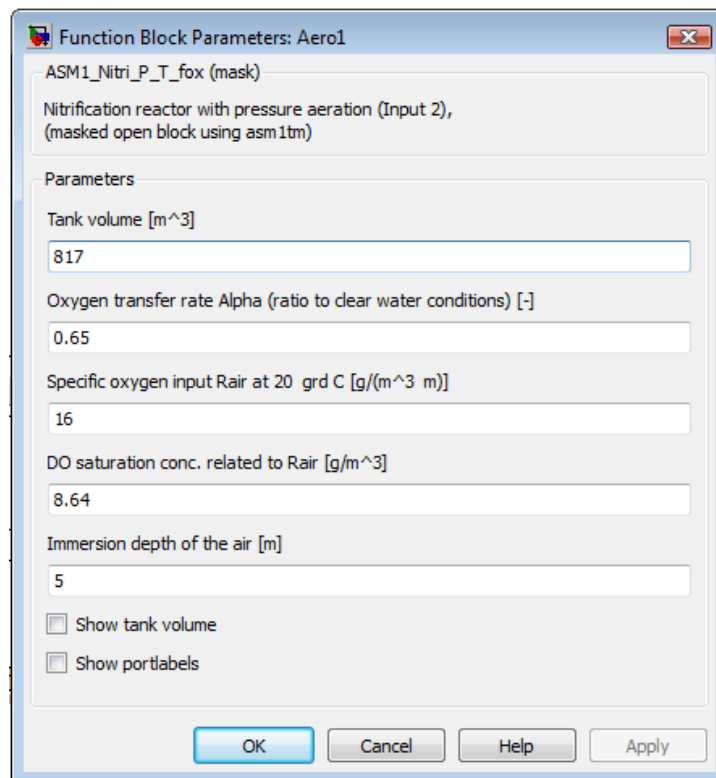 Function Block Parameters: Aero1
ASM1_Nitri_P_T_fox (mask)
Nitrification reactor with pressure aeration (Input 2),
(masked open block using asm1tm)
Parameters
Tank volume [m^3]
817
Oxygen transfer rate Alpha (ratio to clear water conditions) [-]
0.65
Specific oxygen input Rair at 20  grd C [g/(m^3  m)]
16
DO saturation conc. related to Rair [g/m^3]
8.64
Immersion depth of the air [m]
5
Show tank volume
Show portlabels
OK Cancel Help Apply